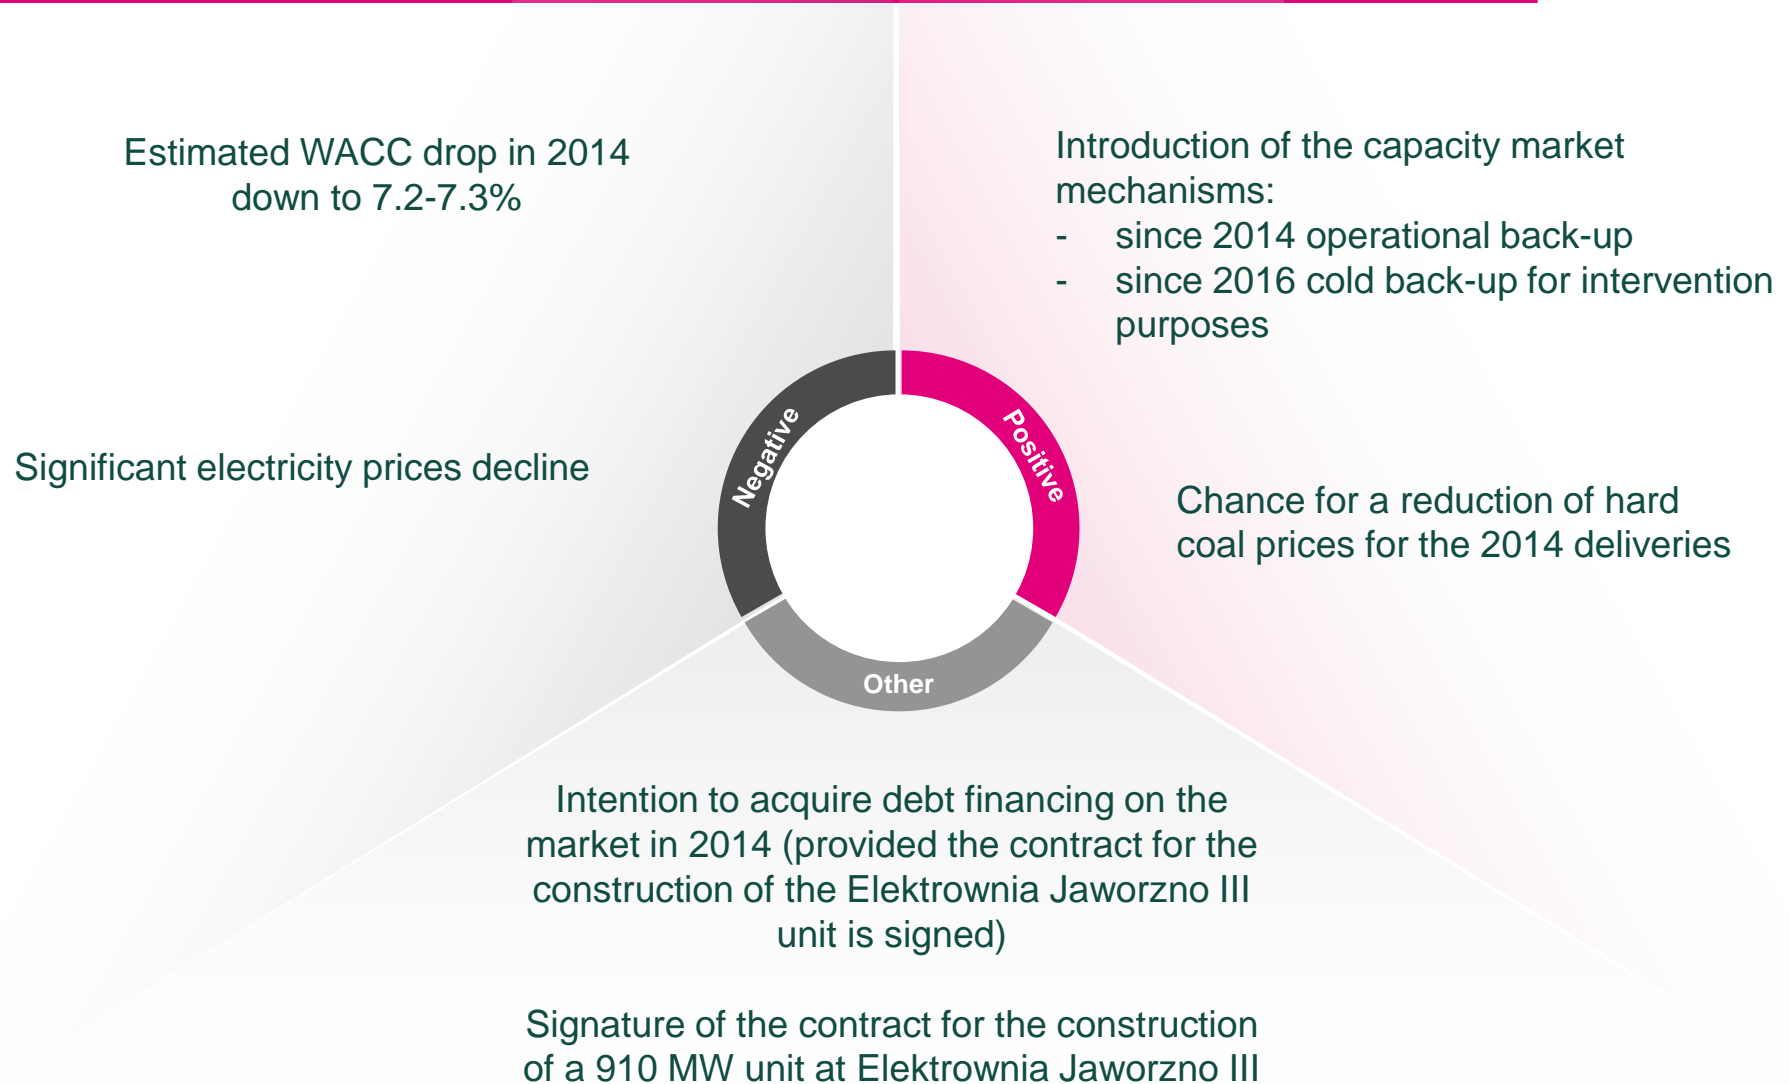 Estimated WACC drop in 2014
down to 7.2-7.3%
Significant electricity prices decline
Negative
Introduction of the capacity market
mechanisms:
- since 2014 operational back-up
- since 2016 cold back-up for intervention
purposes
Positive
Chance for a reduction of hard
coal prices for the 2014 deliveries
Other
Intention to acquire debt financing on the
market in 2014 (provided the contract for the
construction of the Elektrownia Jaworzno III
unit is signed)
Signature of the contract for the construction
of a 910 MW unit at Elektrownia Jaworzno III